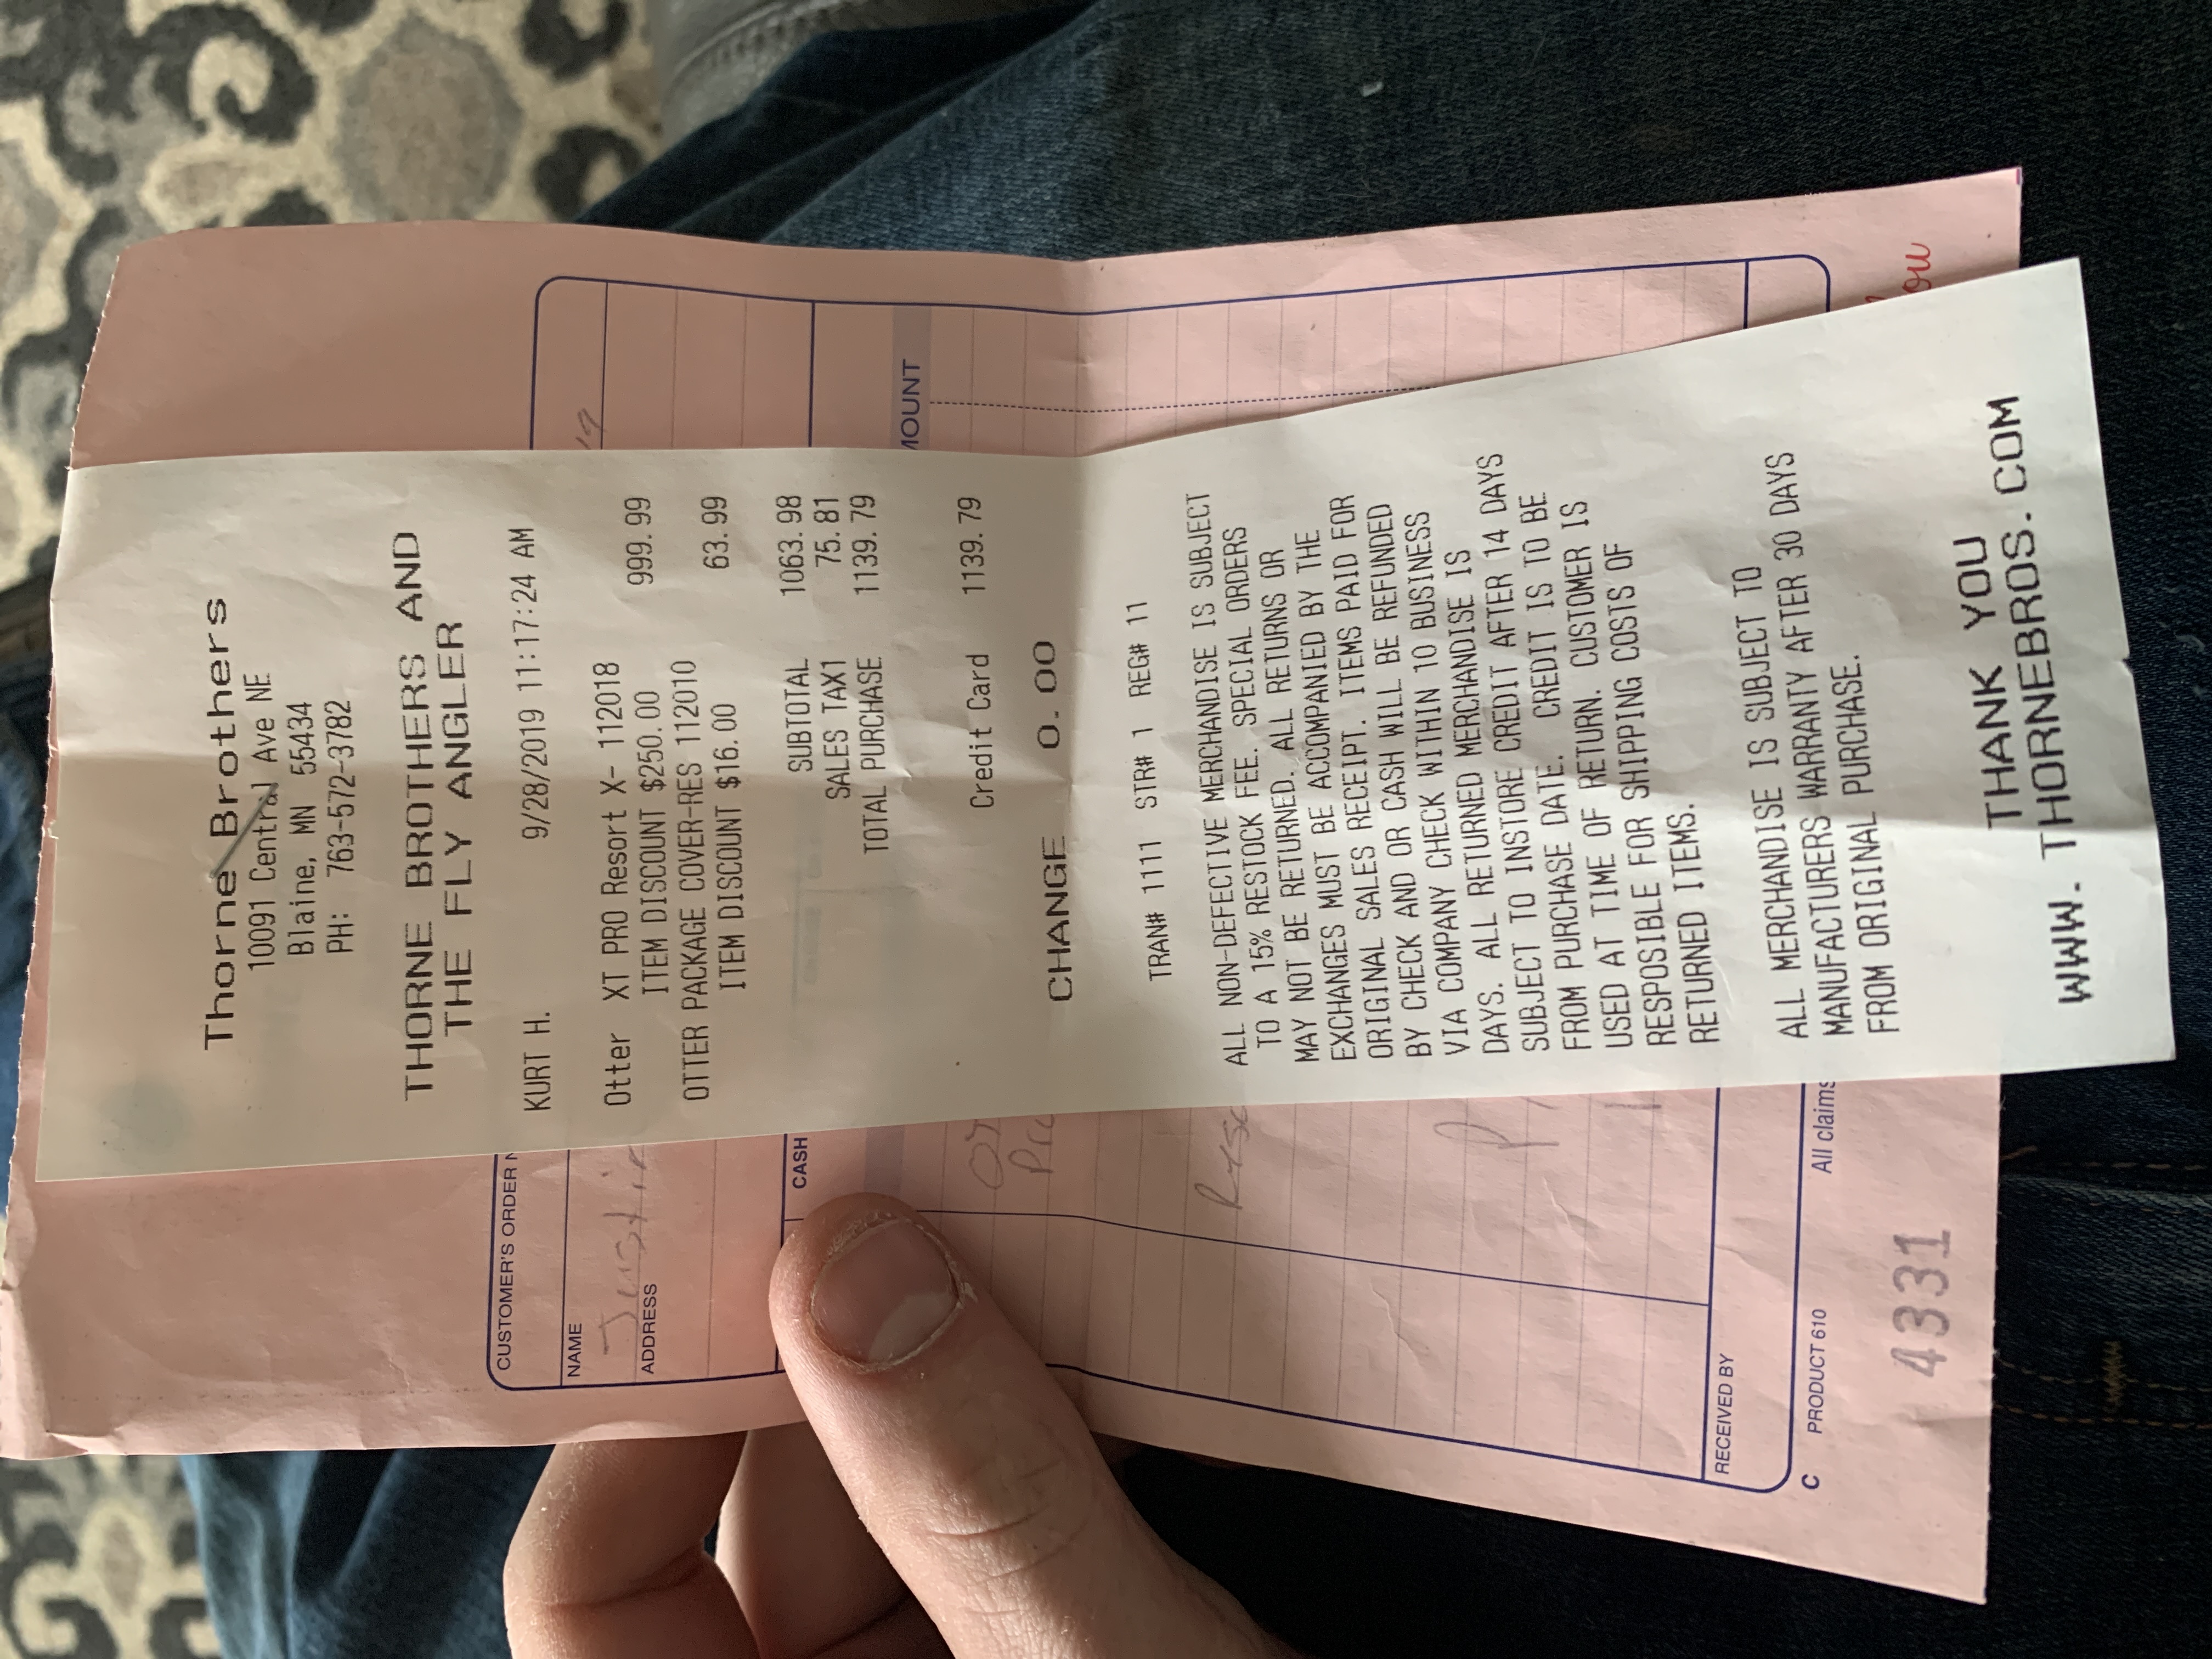 Thorne Brothers
10091 Central Ave NE
Blaine, MN 55434
PH: 763-572-3782
THORNE BROTHERS AND
THE FLY ANGLER
9/28/2019 11:17:24 AM
KURT H.
Otter XT PRO Resort X- 112018 999.99
ITEM DISCOUNT $250.00
OTTER PACKAGE COVER-RES 112010 63.99
ITEM DISCOUNT $16.00
SUBTOTAL 1063.98
SALES TAX1 75.81
TOTAL PURCHASE 1139.79
Credit Card 1139.79
CHANGE 0.00
TRAN# 1111 STR# 1 REG# 11
ALL NON-DEFECTIVE MERCHANDISE IS SUBJECT
TO A 15% RESTOCK FEE. SPECIAL ORDERS
MAY NOT BE RETURNED. ALL RETURNS OR
EXCHANGES MUST BE ACCOMPANIED BY THE
ORIGINAL SALES RECEIPT. ITEMS PAID FOR
BY CHECK AND OR CASH WILL BE REFUNDED
VIA COMPANY CHECK WITHIN 10 BUSINESS
DAYS. ALL RETURNED MERCHANDISE IS
SUBJECT TO INSTORE CREDIT AFTER 14 DAYS
FROM PURCHASE DATE. CREDIT IS TO BE
USED AT TIME OF RETURN. CUSTOMER IS
RESPOSIBLE FOR SHIPPING COSTS OF
RETURNED ITEMS.
ALL MERCHANDISE IS SUBJECT TO
MANUFACTURERS WARRANTY AFTER 30 DAYS
FROM ORIGINAL PURCHASE.
THANK YOU
WWW.THORNEBROS.COM
CUSTOMER'S ORDER N
NAME
Justin
ADDRESS
CASH
MOUNT
RECEIVED BY
C PRODUCT 610
All claims
ou
4331